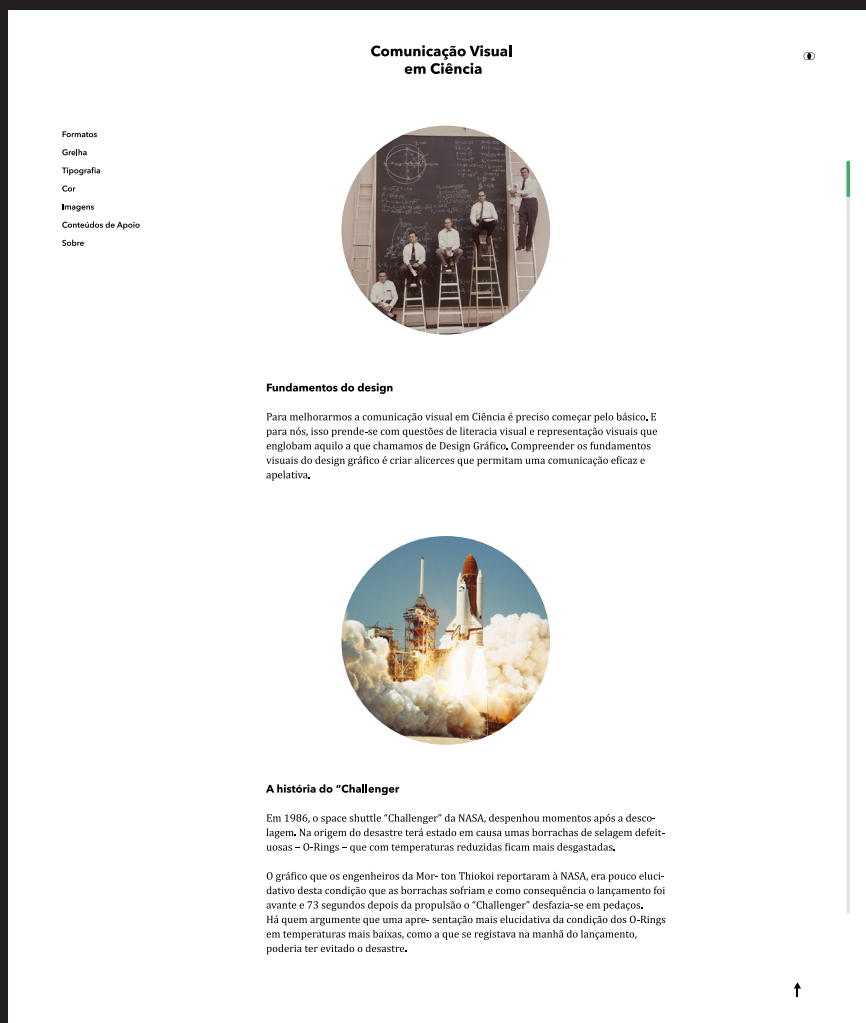 Comunicação Visual
em Ciência
Formatos
Grelha
Tipografia
Cor
Imagens
Conteúdos de Apoio
Sobre
Fundamentos do design
Para melhorarmos a comunicação visual em Ciência é preciso começar pelo básico. E
para nós, isso prende-se com questões de literacia visual e representação visuais que
englobam aquilo a que chamamos de Design Gráfico. Compreender os fundamentos
visuais do design gráfico é criar alicerces que permitam uma comunicação eficaz e
apelativa.
A história do “Challenger
Em 1986, o space shuttle “Challenger” da NASA, despenhou momentos após a desco-
lagem. Na origem do desastre terá estado em causa umas borrachas de selagem defeit-
uosas – O-Rings – que com temperaturas reduzidas ficam mais desgastadas.
O gráfico que os engenheiros da Mor- ton Thiokoi reportaram à NASA, era pouco eluci-
dativo desta condição que as borrachas sofriam e como consequência o lançamento foi
avante e 73 segundos depois da propulsão o “Challenger” desfazia-se em pedaços.
Há quem argumente que uma apre- sentação mais elucidativa da condição dos O-Rings
em temperaturas mais baixas, como a que se registava na manhã do lançamento,
poderia ter evitado o desastre.